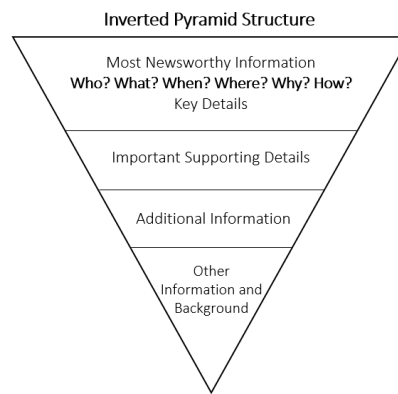 Inverted Pyramid Structure
Most Newsworthy Information
Who? What? When? Where? Why? How?
Key Details
Important Supporting Details
Additional Information
Other
Information and
Background